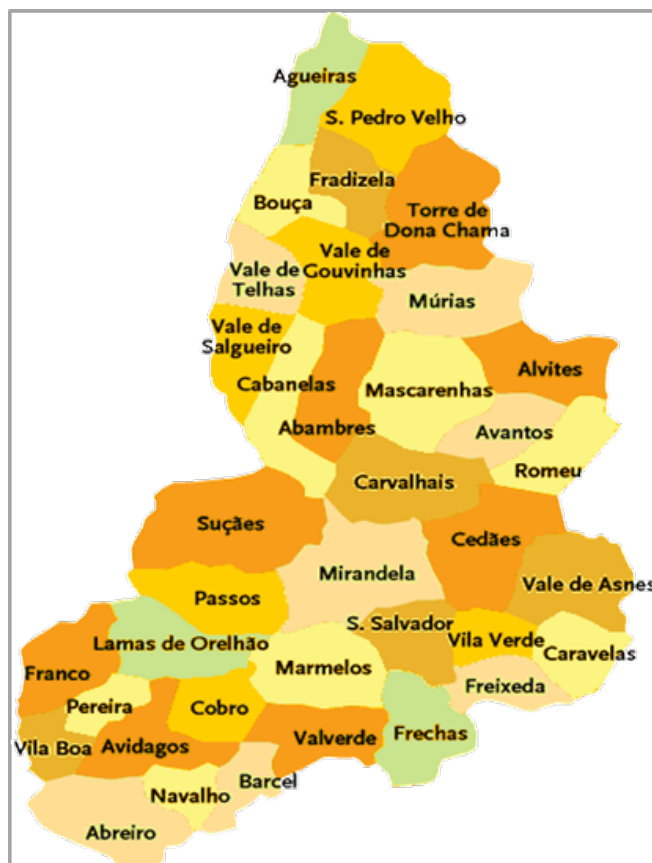 Agueiras
S. Pedro Velho
Fradizela
Bouça
Torre de
Dona Chama
Vale de
Gouvinhas
Vale de
Telhas
Múrias
Vale de
Salgueiro
Alvites
Cabanelas
Mascarenhas
Abambres
Avantos
Romeu
Carvalhais
Suçães
Cedães
Mirandela
Vale de Asnes
Passos
S. Salvador
Vila Verde
Lamas de Orelhão
Caravelas
Franco
Marmelos
Freixeda
Pereira
Cobro
Vila Boa
Avidagos
Valverde
Frechas
Barcel
Navalho
Abreiro